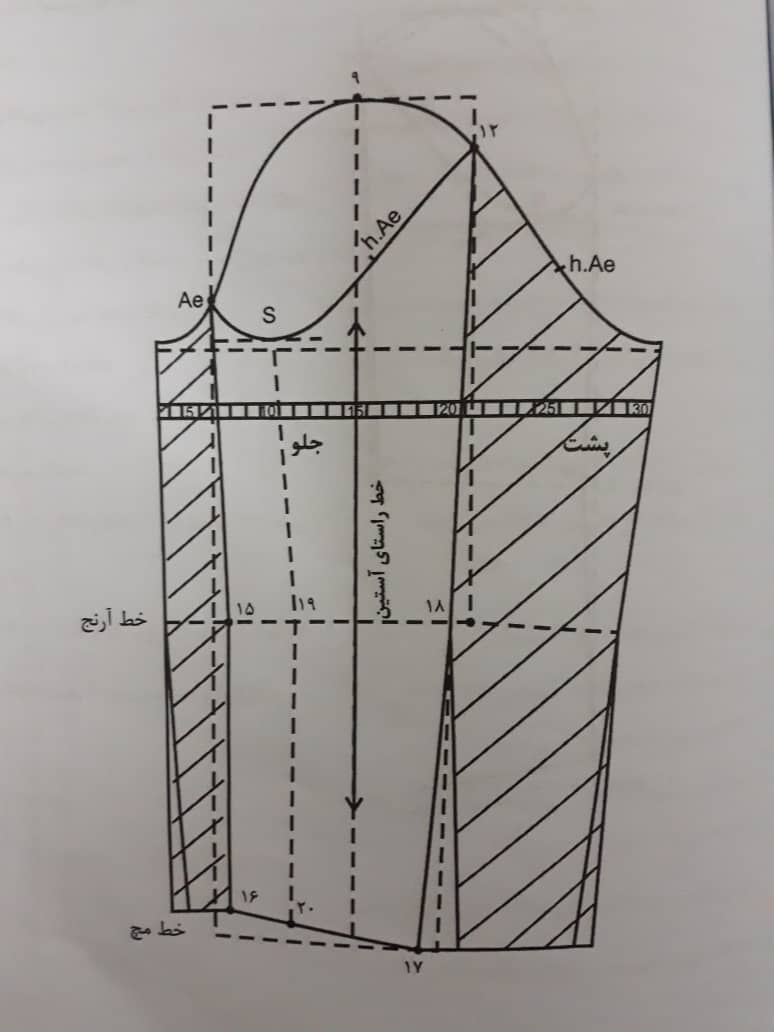 ۹
۱۲
h.Ae
h.Ae
Ae
S
5 10 15 20 25 30
جلو
پشت
خط راستای آستین
خط آرنج
۱۵
۱۹
۱۸
۱۶
۲۰
خط مچ
۱۷